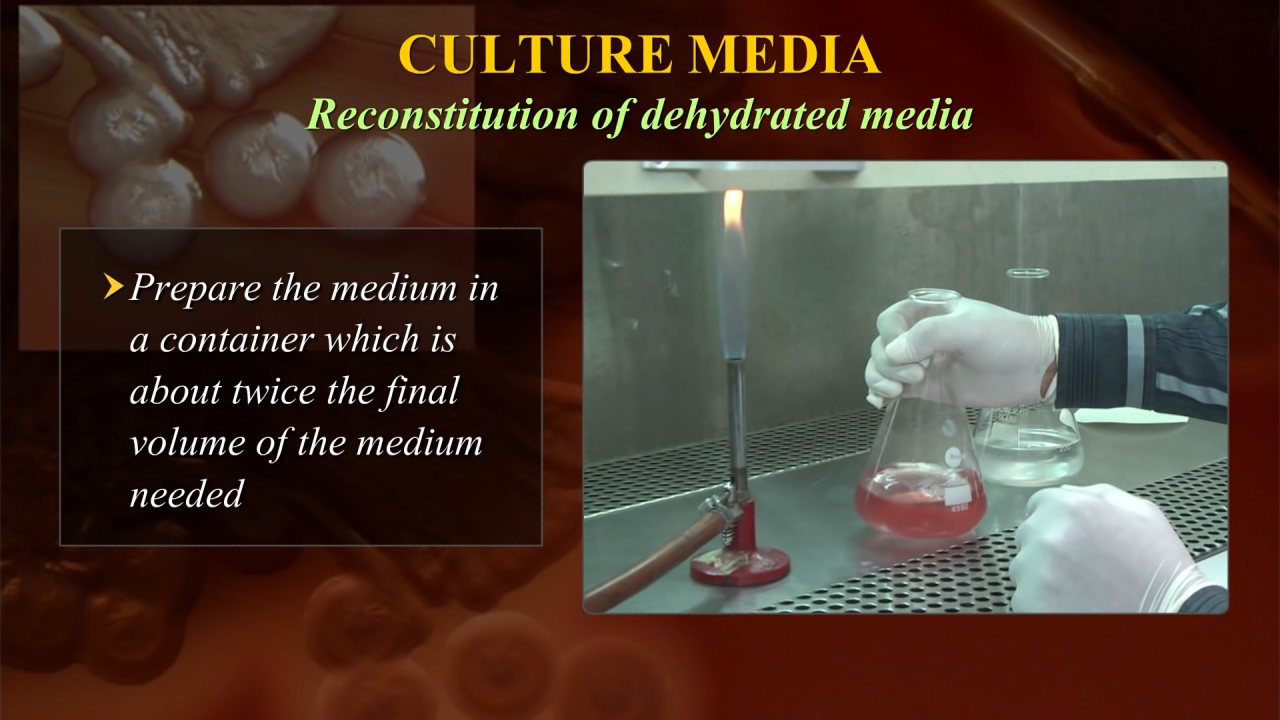 CULTURE MEDIA
Reconstitution of dehydrated media
Prepare the medium in
a container which is
about twice the final
volume of the medium
needed